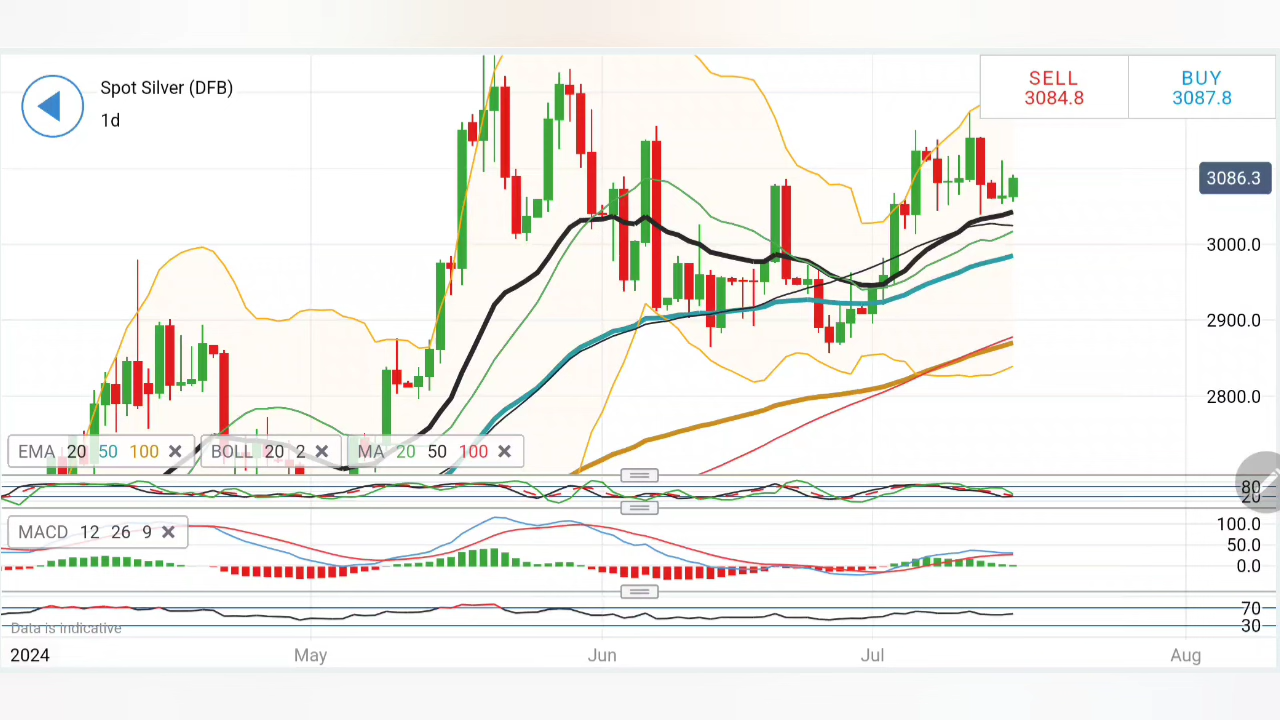 Spot Silver (DFB)
1d
SELL
3084.8
BUY
3087.8
3086.3
3000.0
2900.0
2800.0
EMA 20 50 100
BOLL 20 2
MA 20 50 100
80
20
MACD 12 26 9
100.0
50.0
0.0
70
30
Data is indicative
2024 May Jun Jul Aug